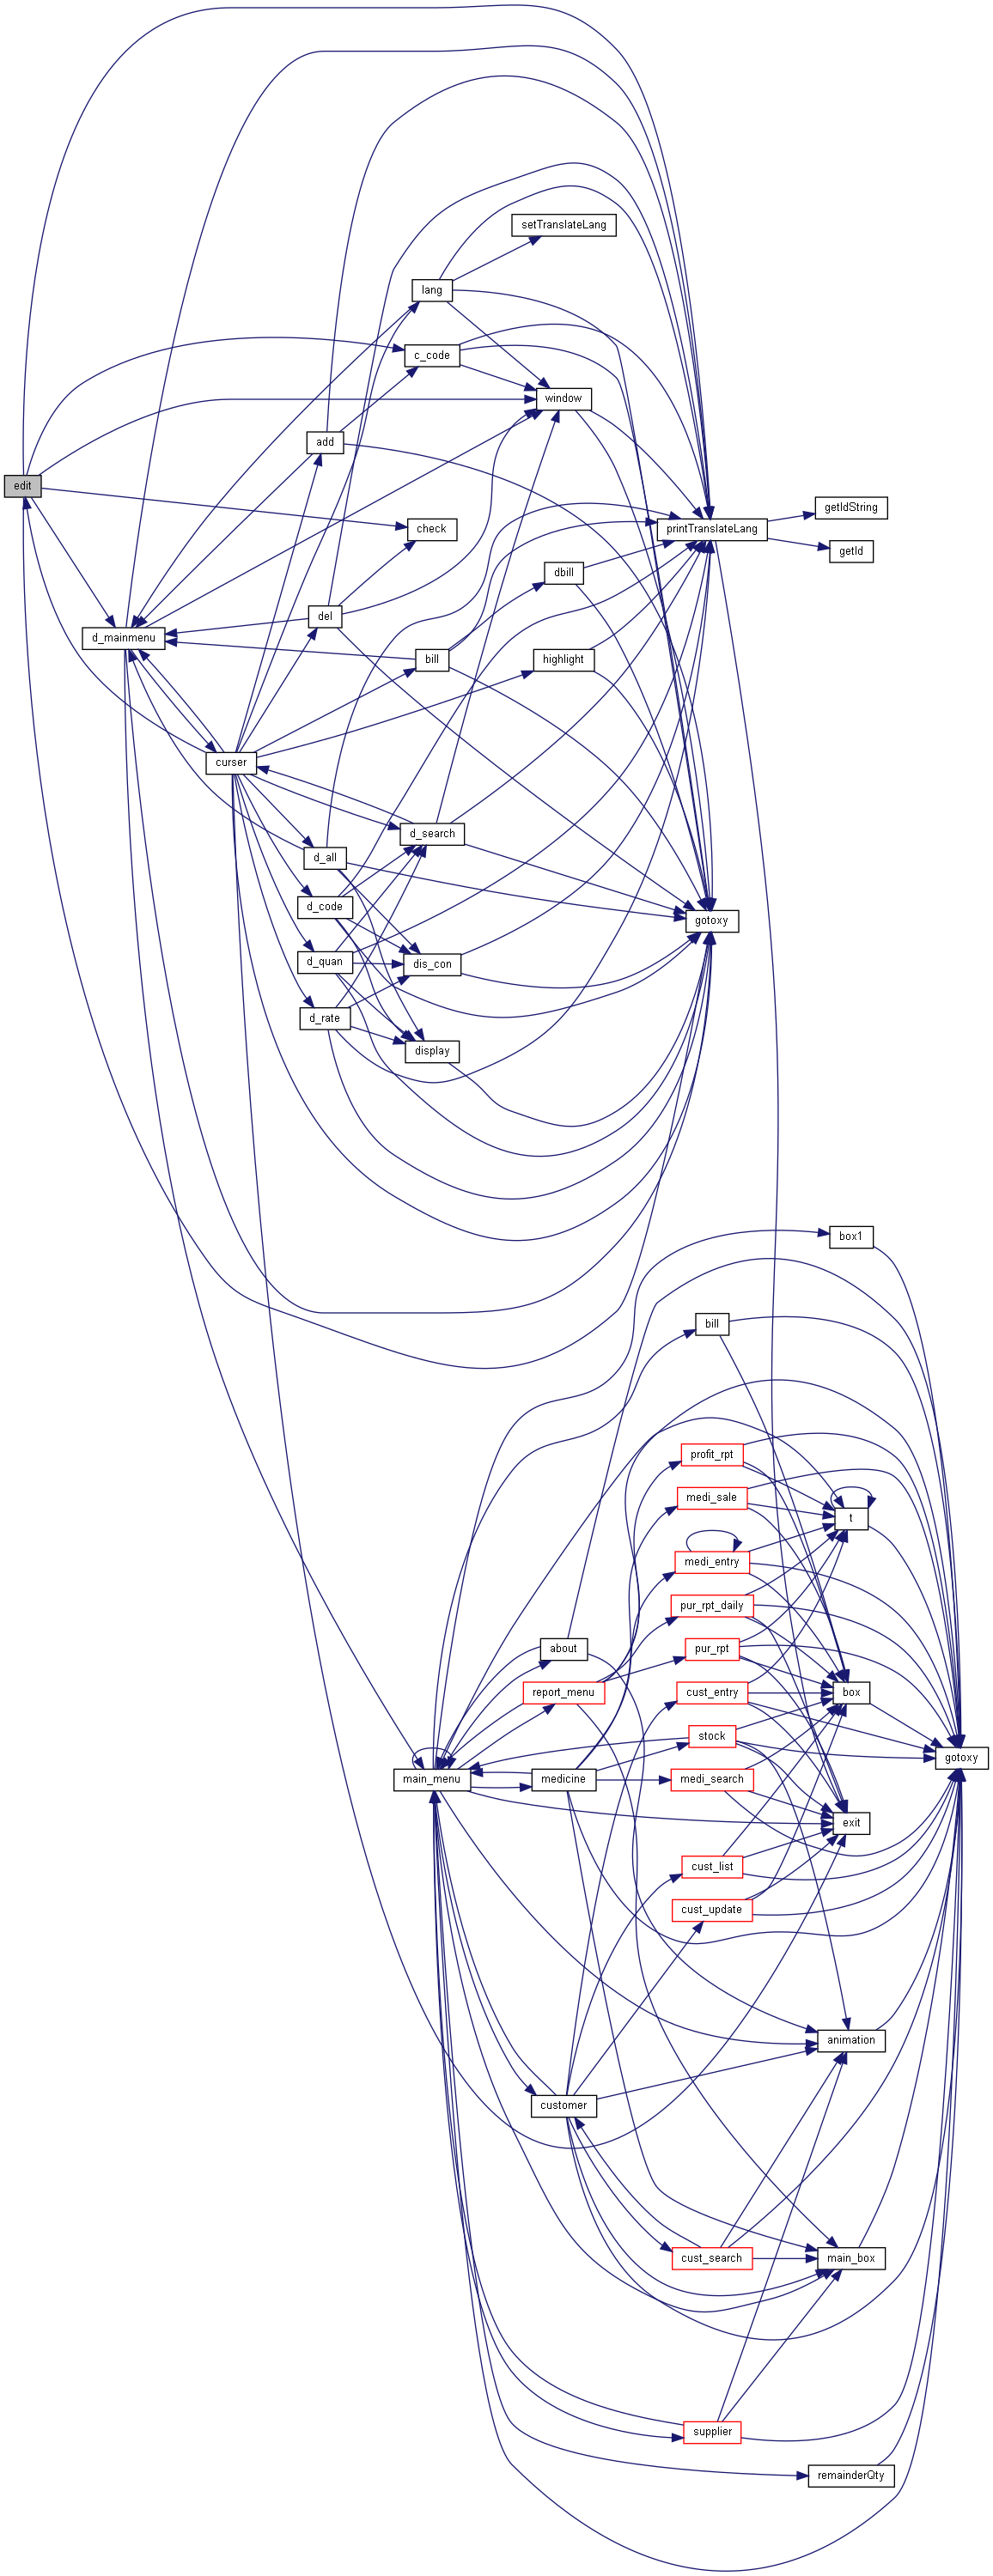 setTranslateLang
lang
c_code
window
add
edit
getIdString
check
printTranslateLang
getId
dbill
del
d_mainmenu
bill
highlight
curser
d_search
d_all
d_code
gotoxy
d_quan
dis_con
d_rate
display
box1
bill
profit_rpt
medi_sale
t
medi_entry
pur_rpt_daily
about
pur_rpt
report_menu
cust_entry
box
stock
gotoxy
main_menu
medicine
medi_search
exit
cust_list
cust_update
animation
customer
cust_search
main_box
supplier
remainderQty